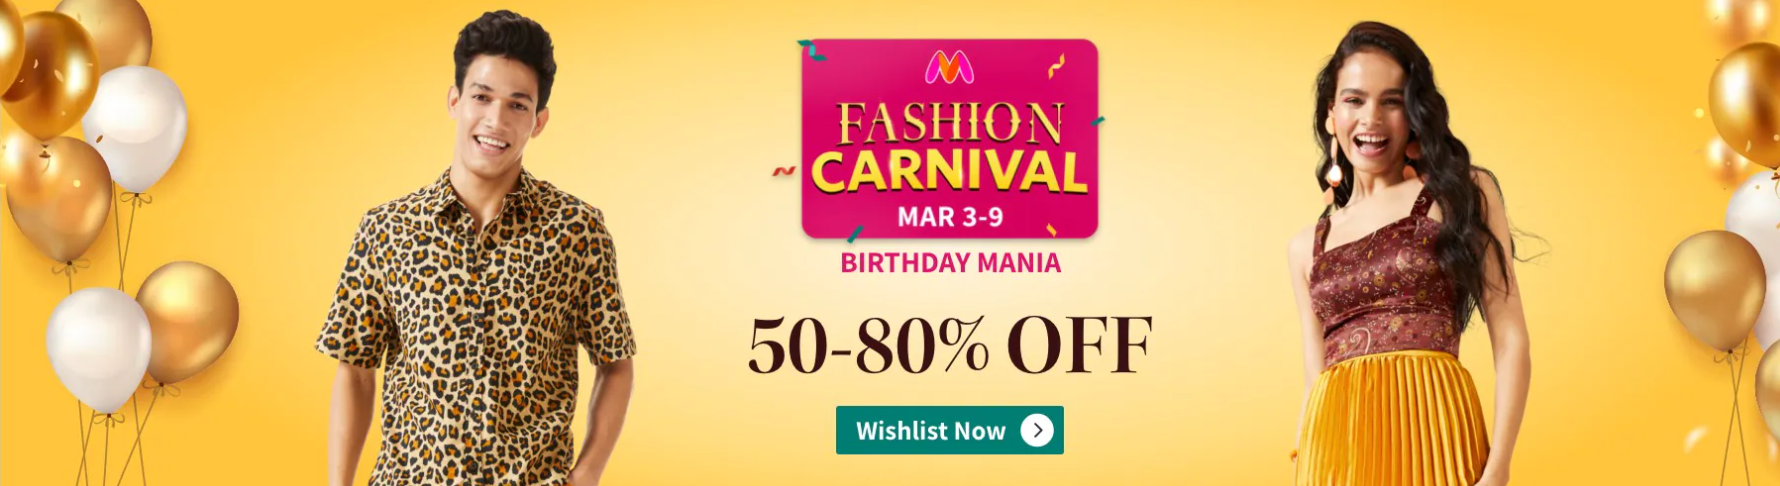 FASHION
CARNIVAL
MAR 3-9
BIRTHDAY MANIA
50-80% OFF
Wishlist Now